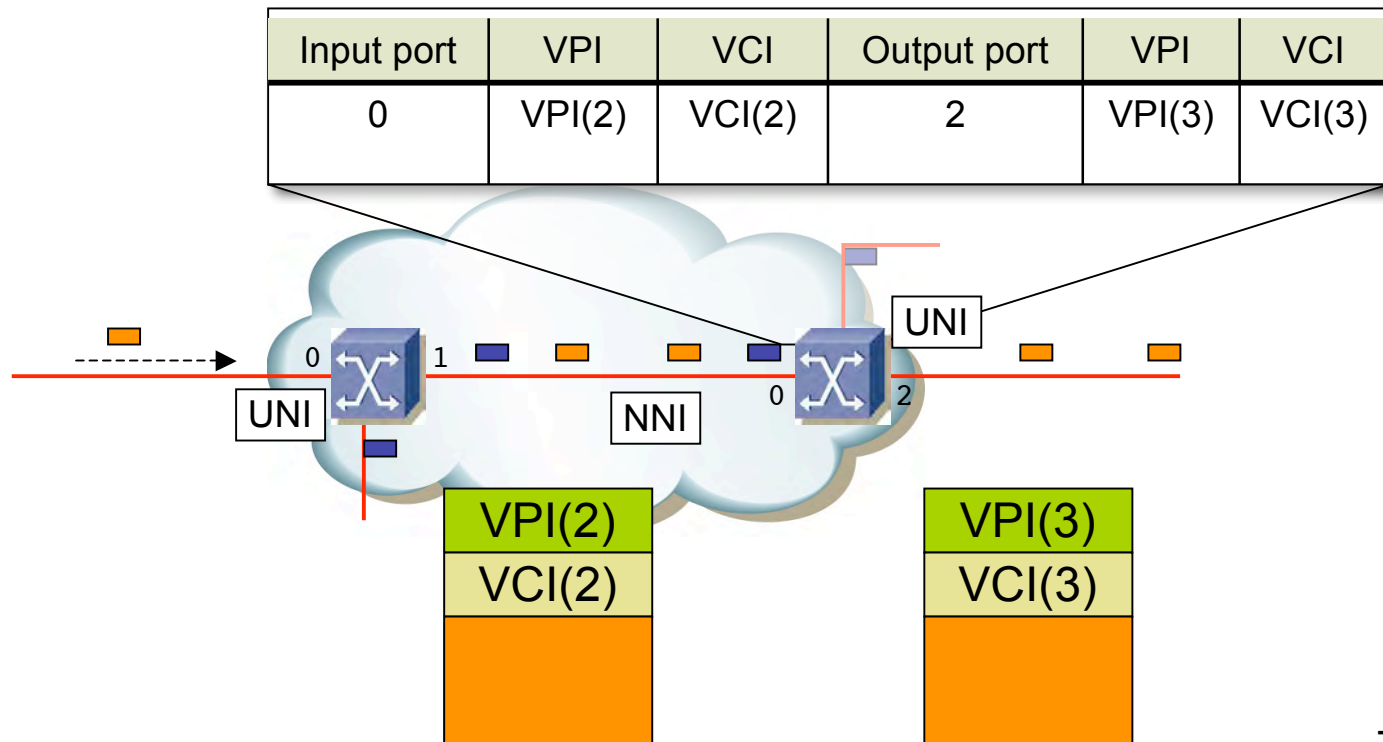 Input port VPI VCI Output port VPI VCI
0 VPI(2) VCI(2) 2 VPI(3) VCI(3)
UNI
0 1
UNI NNI 0 2
VPI(2) VPI(3)
VCI(2) VCI(3)